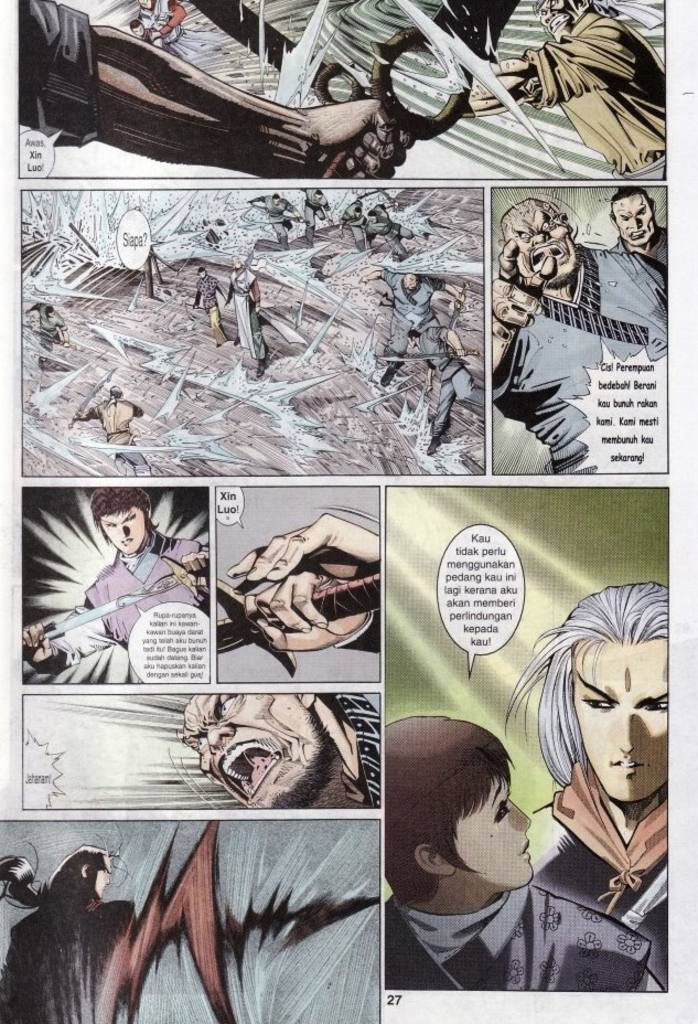 Awas,
Xin
Luo!
Siapa?
Cis! Perempuan
bedebah! Berani
kau bunuh rakan
kami. Kami mesti
membunuh kau
sekarang!
Rupa-rupanya
kalian ini kawan-
kawan buaya darat
yang telah aku bunuh
tadi itu! Bagus kalian
sudah datang. Biar
aku hapuskan kalian
dengan sekali gus!
Xin
Luo!
Kau
tidak perlu
menggunakan
pedang kau ini
lagi kerana aku
akan memberi
perlindungan
kepada
kau!
Jahanam!
27